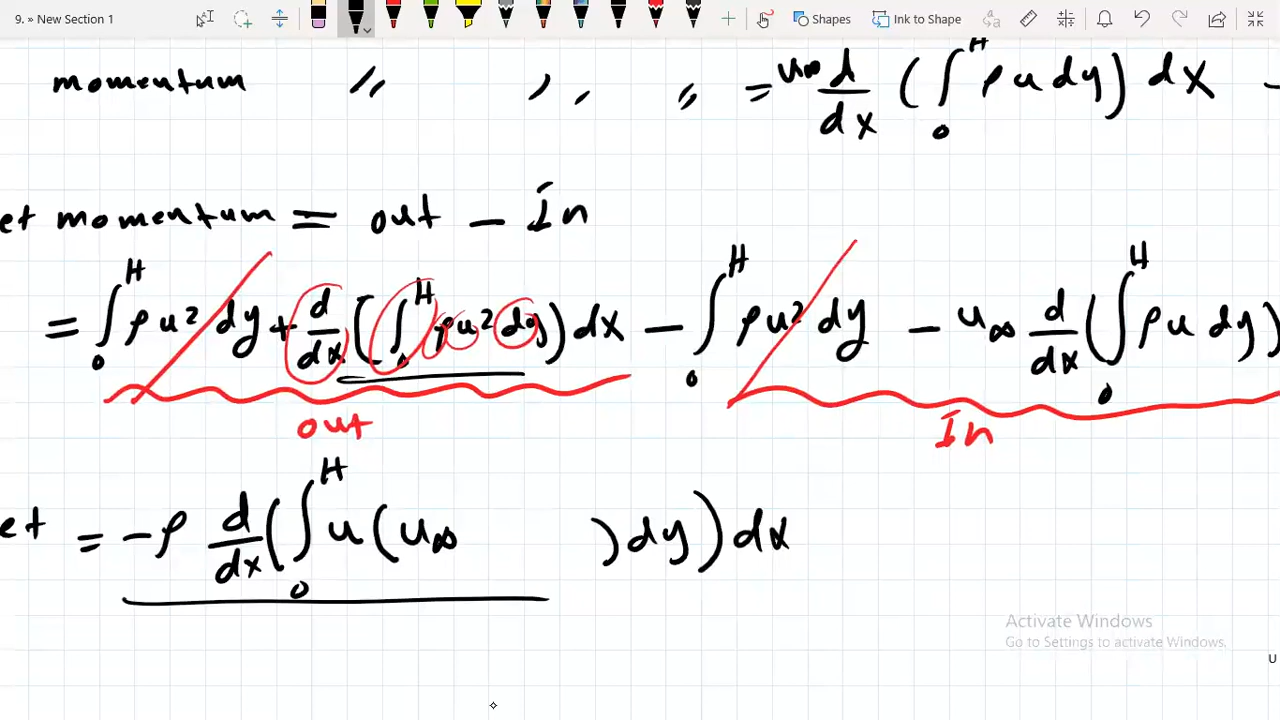 9. » New Section 1 Shapes Ink to Shape
momentum " , , " = u∞ d/dx (∫₀ᴴ ρ u dy) dx -
et momentum = out - In
= ∫₀ᴴ ρu² dy + d/dx (∫₀ᴴ ρu² dy) dx - ∫₀ᴴ ρu² dy - u∞ d/dx (∫₀ᴴ ρu dy)
out In
et = -ρ d/dx (∫₀ᴴ u (u∞ ) dy) dx
Activate Windows
Go to Settings to activate Windows.
U